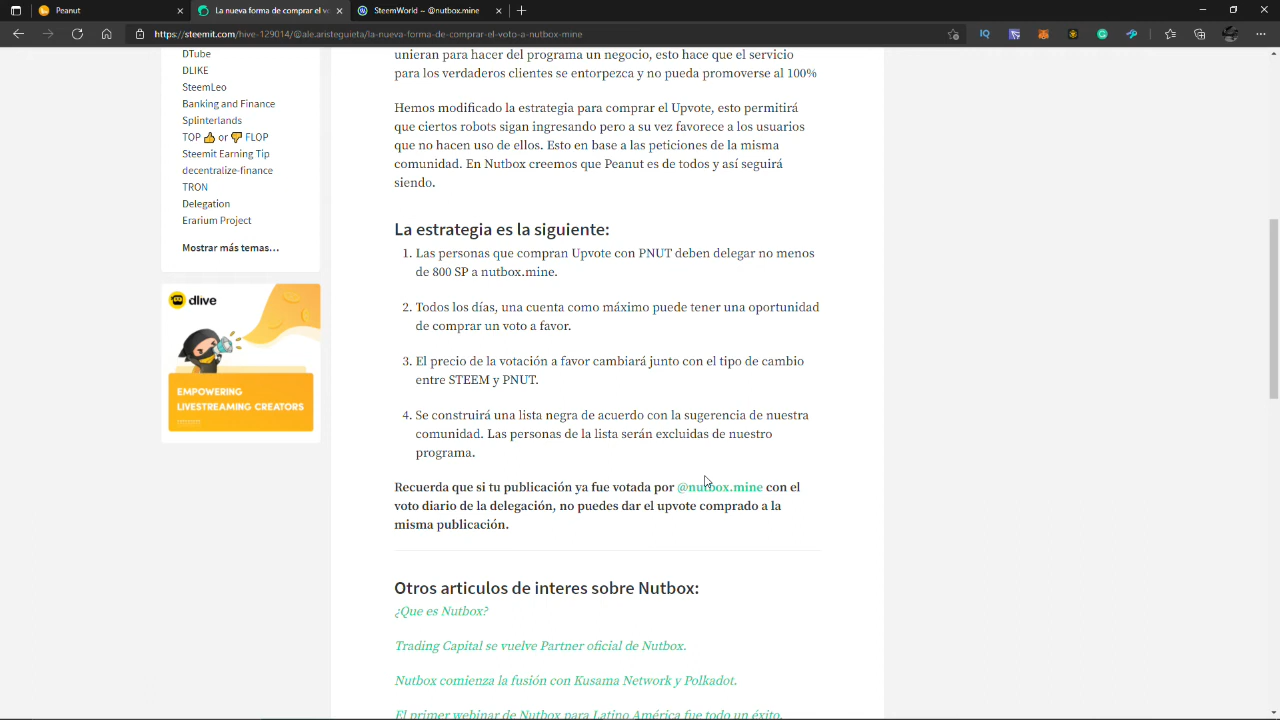 Peanut
La nueva forma de comprar el vo
SteemWorld ~ @nutbox.mine
https://steemit.com/hive-129014/@ale.aristeguieta/la-nueva-forma-de-comprar-el-voto-a-nutbox-mine
DTube
DLIKE
SteemLeo
Banking and Finance
Splinterlands
TOP 👍 or 👎 FLOP
Steemit Earning Tip
decentralize-finance
TRON
Delegation
Erarium Project
Mostrar más temas...
dlive
EMPOWERING
LIVESTREAMING CREATORS
unieran para hacer del programa un negocio, esto hace que el servicio
para los verdaderos clientes se entorpezca y no pueda promoverse al 100%
Hemos modificado la estrategia para comprar el Upvote, esto permitirá
que ciertos robots sigan ingresando pero a su vez favorece a los usuarios
que no hacen uso de ellos. Esto en base a las peticiones de la misma
comunidad. En Nutbox creemos que Peanut es de todos y así seguirá
siendo.
La estrategia es la siguiente:
1. Las personas que compran Upvote con PNUT deben delegar no menos
de 800 SP a nutbox.mine.
2. Todos los días, una cuenta como máximo puede tener una oportunidad
de comprar un voto a favor.
3. El precio de la votación a favor cambiará junto con el tipo de cambio
entre STEEM y PNUT.
4. Se construirá una lista negra de acuerdo con la sugerencia de nuestra
comunidad. Las personas de la lista serán excluidas de nuestro
programa.
Recuerda que si tu publicación ya fue votada por @nutbox.mine con el
voto diario de la delegación, no puedes dar el upvote comprado a la
misma publicación.
Otros articulos de interes sobre Nutbox:
¿Que es Nutbox?
Trading Capital se vuelve Partner oficial de Nutbox.
Nutbox comienza la fusión con Kusama Network y Polkadot.
El primer webinar de Nutbox para Latino América fue todo un éxito.